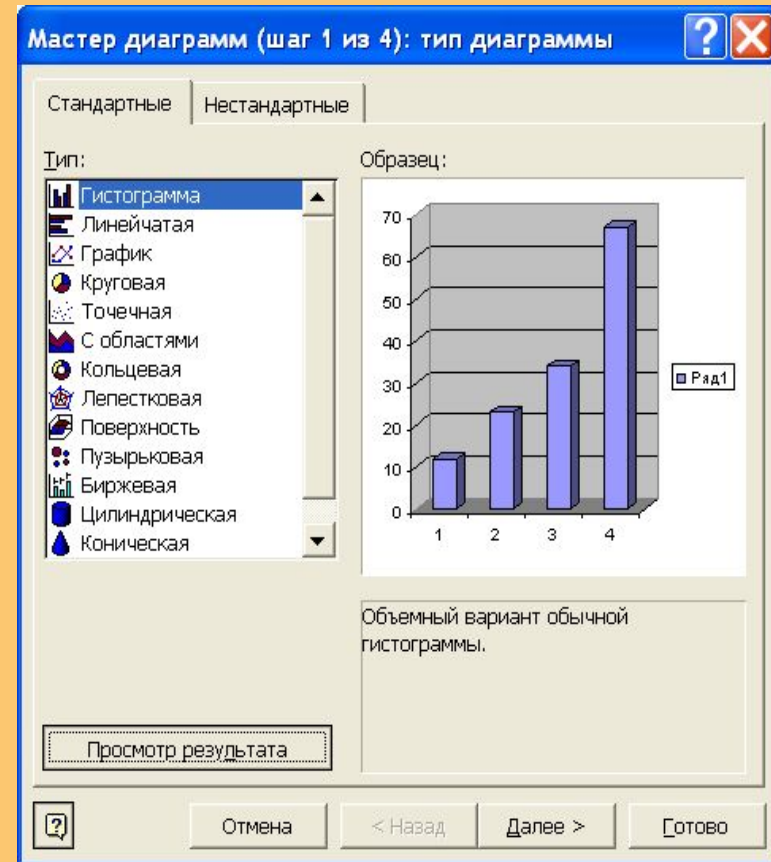 Мастер диаграмм (шаг 1 из 4): тип диаграммы
Стандартные
Нестандартные
Тип:
Гистограмма
Линейчатая
График
Круговая
Точечная
С областями
Кольцевая
Лепестковая
Поверхность
Пузырьковая
Биржевая
Цилиндрическая
Коническая
Образец:
70
60
50
40
30
20
10
0
1 2 3 4
Ряд1
Объемный вариант обычной
гистограммы.
Просмотр результата
Отмена
< Назад
Далее >
Готово